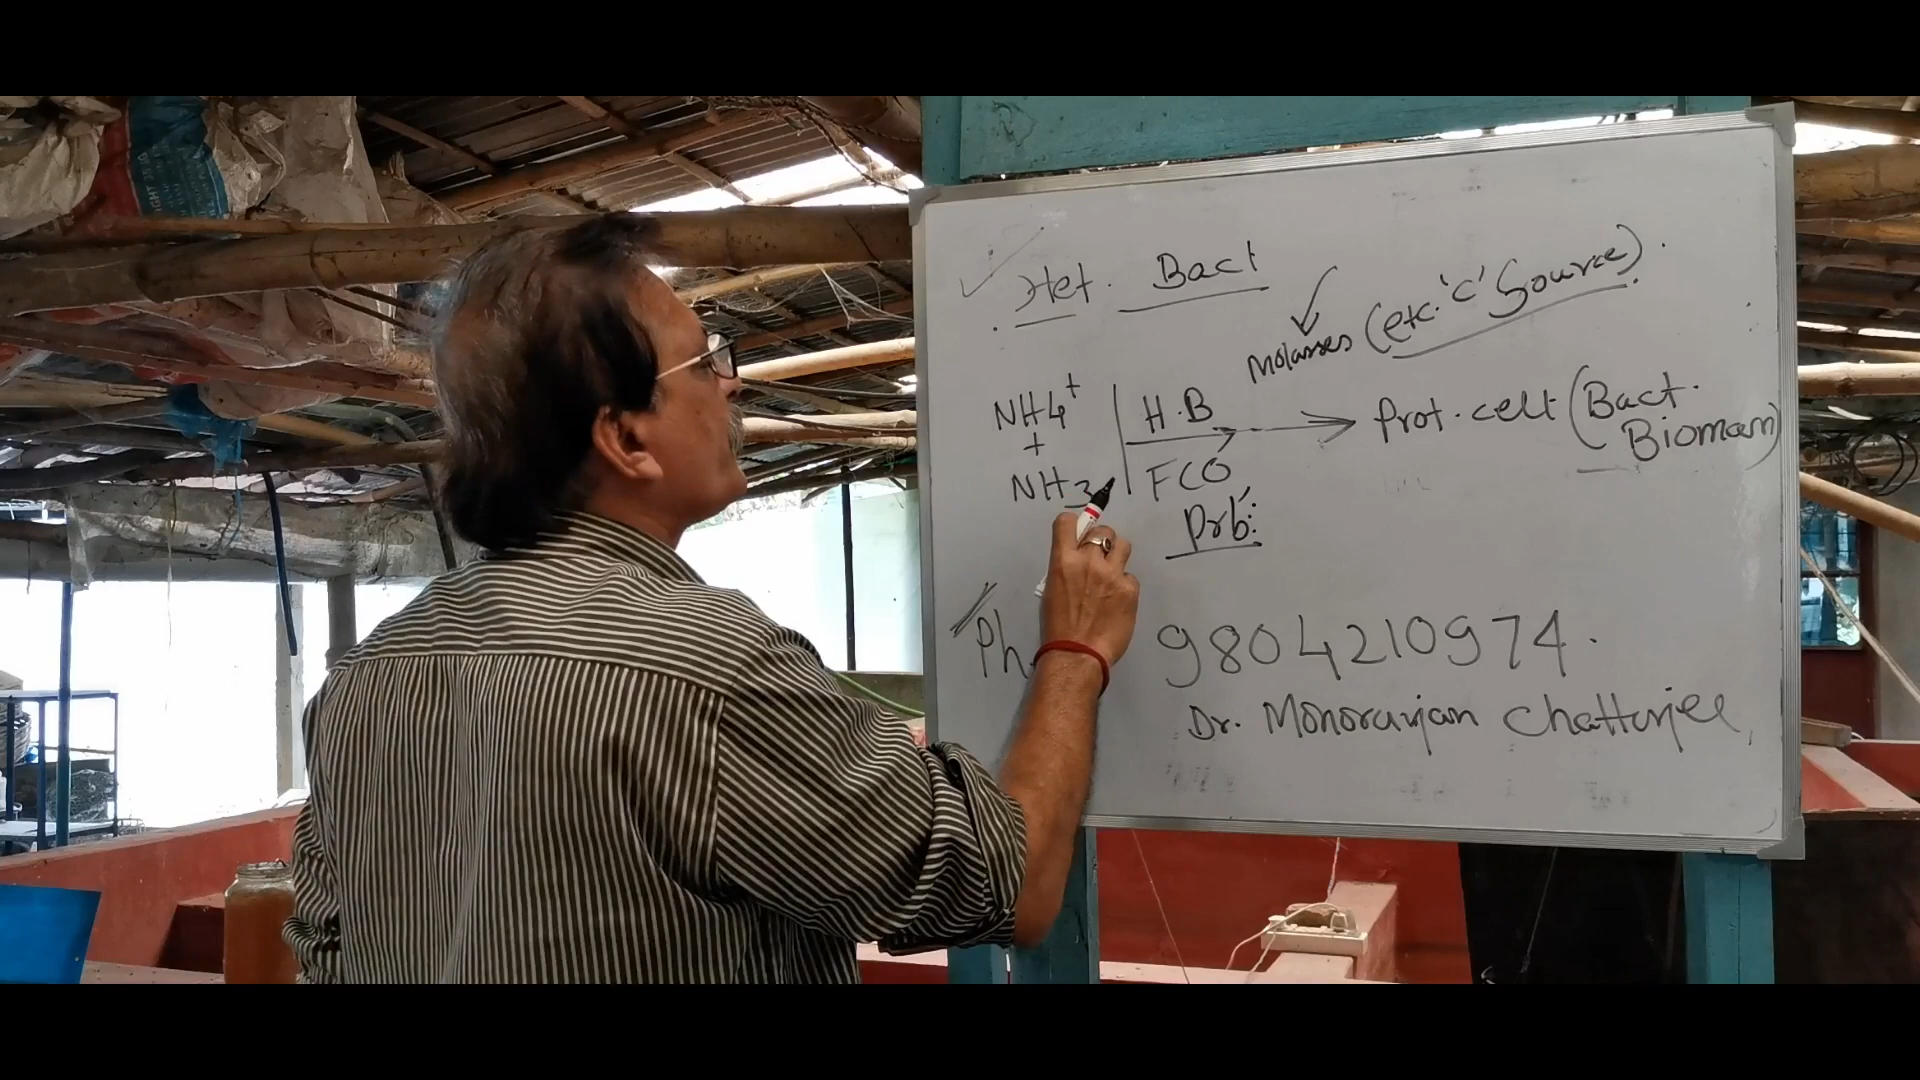 Het. Bact
Molasses (etc. 'C' Source).
NH4+ H.B → Prot. cell (Bact.
+ Biomass)
NH3 FCO
Prb:
Ph. 9804210974.
Dr. Monoranjan Chatterjee